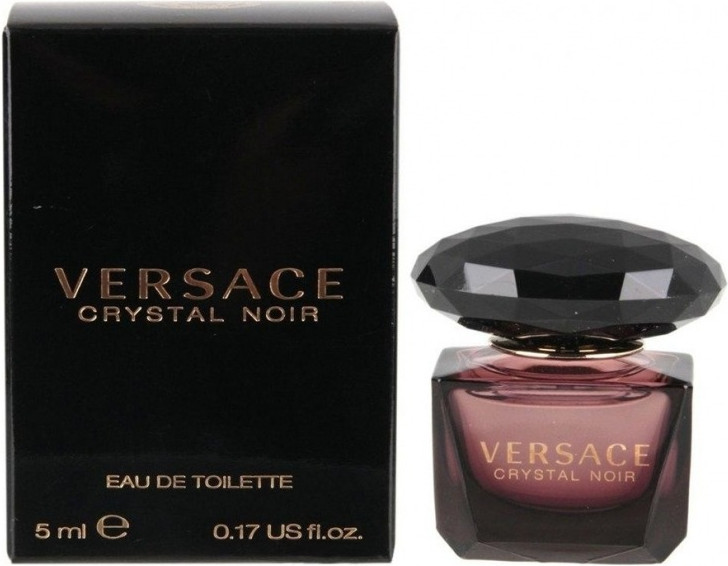 VERSACE
CRYSTAL NOIR
EAU DE TOILETTE
5 ml ℮ 0.17 US fl.oz.
VERSACE
CRYSTAL NOIR